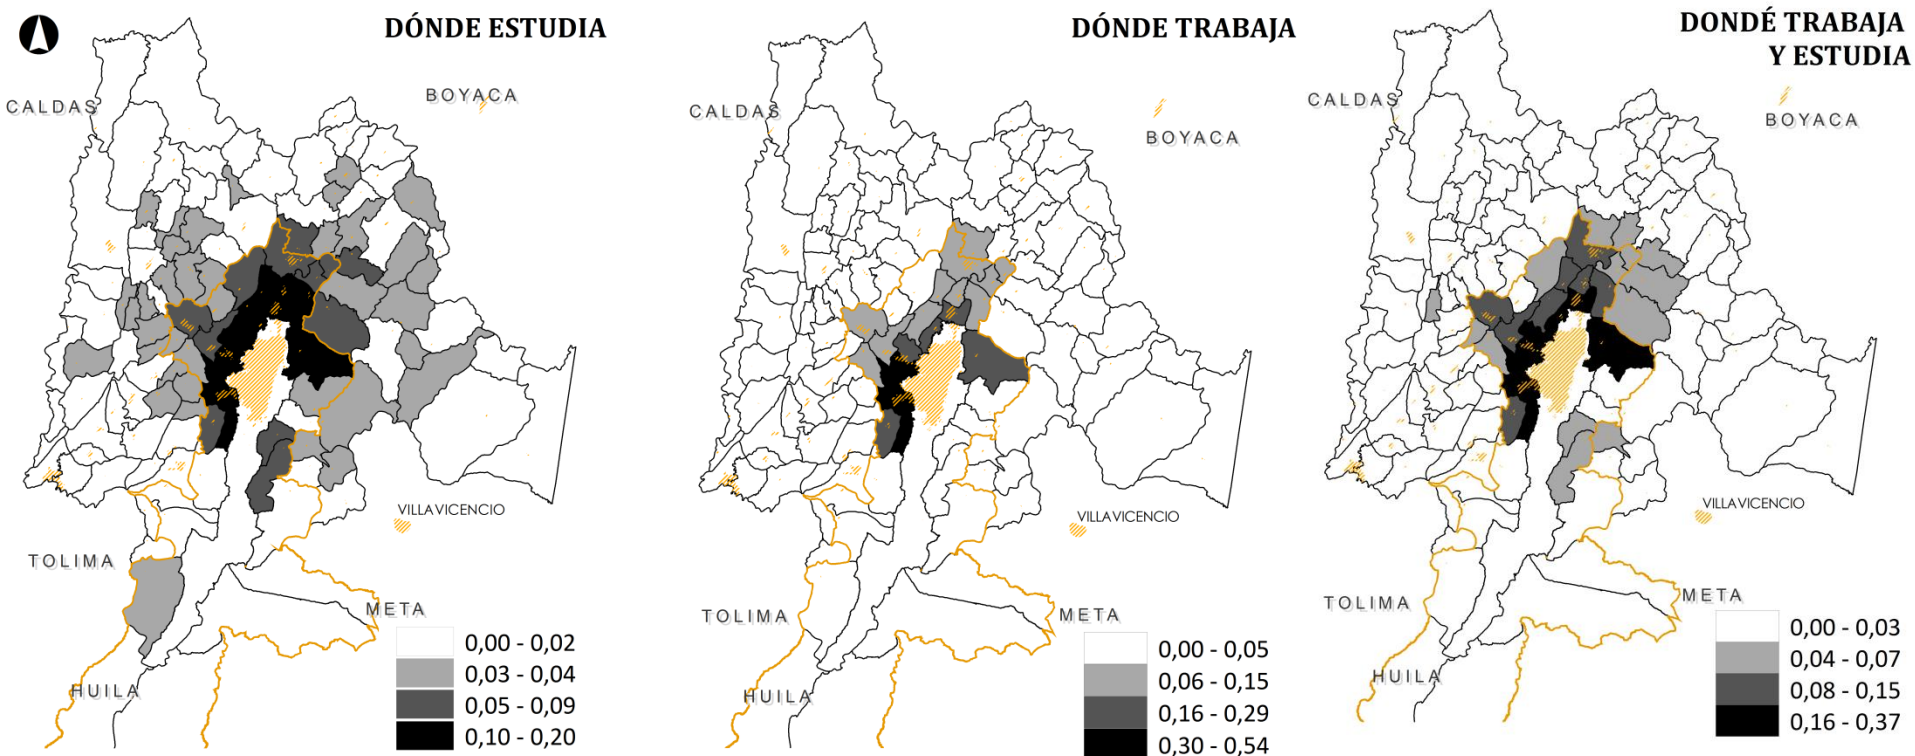 DÓNDE ESTUDIA
CALDAS
BOYACA
VILLAVICENCIO
TOLIMA
META
HUILA
0,00 - 0,02
0,03 - 0,04
0,05 - 0,09
0,10 - 0,20
DÓNDE TRABAJA
CALDAS
BOYACA
VILLAVICENCIO
TOLIMA
META
HUILA
0,00 - 0,05
0,06 - 0,15
0,16 - 0,29
0,30 - 0,54
DONDÉ TRABAJA
Y ESTUDIA
CALDAS
BOYACA
VILLAVICENCIO
TOLIMA
META
HUILA
0,00 - 0,03
0,04 - 0,07
0,08 - 0,15
0,16 - 0,37